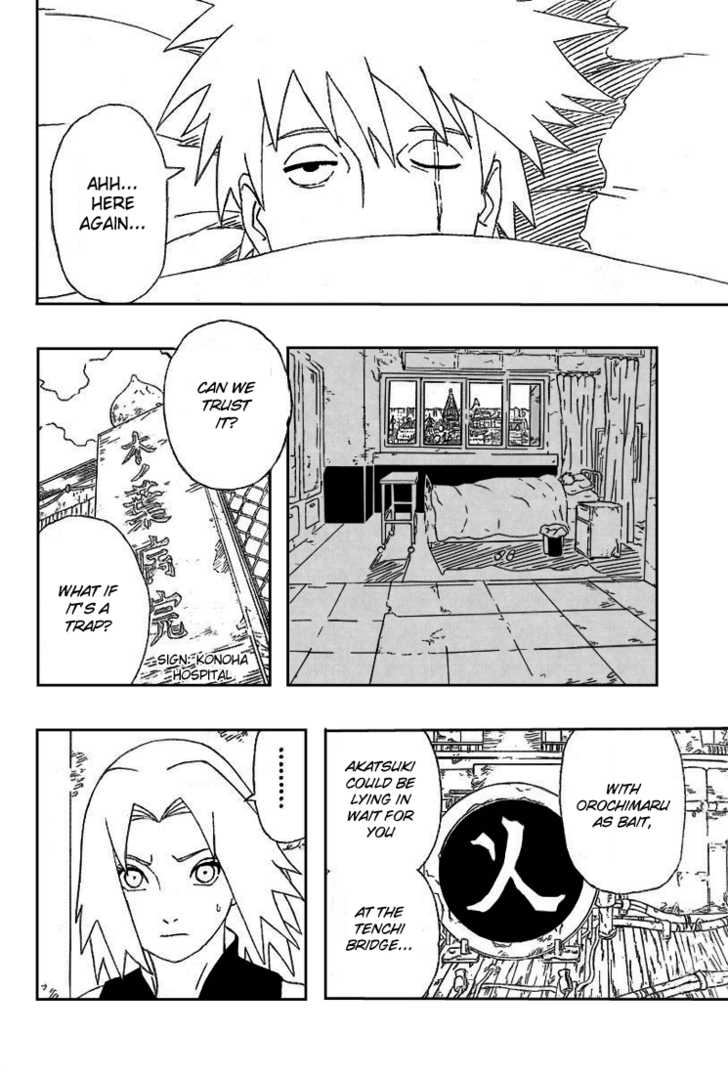 AHH...
HERE
AGAIN...
CAN WE
TRUST
IT?
木ノ葉病院
WHAT IF
IT'S A
TRAP?
SIGN: KONOHA
HOSPITAL
WITH
OROCHIMARU
AS BAIT,
火
AKATSUKI
COULD BE
LYING IN
WAIT FOR
YOU
AT THE
TENCHI
BRIDGE...
………